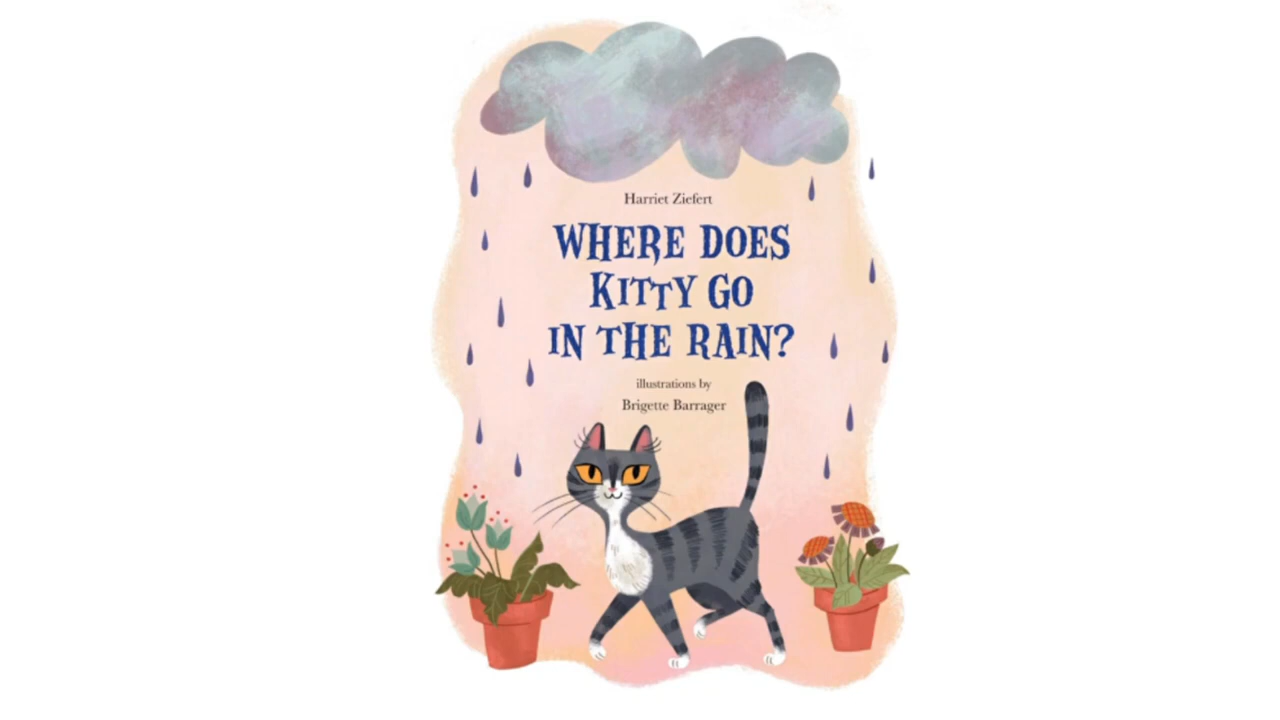 Harriet Ziefert
WHERE DOES
KITTY GO
IN THE RAIN?
illustrations by
Brigette Barrager